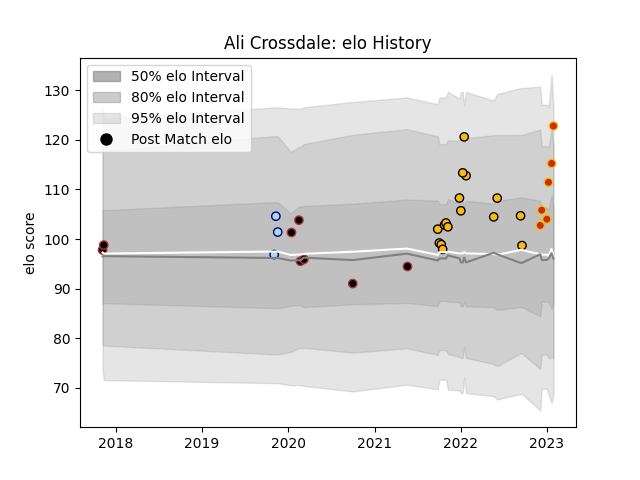 Ali Crossdale: elo History
50% elo Interval
80% elo Interval
95% elo Interval
Post Match elo
elo score
130
120
110
100
90
80
70
2018
2019
2020
2021
2022
2023